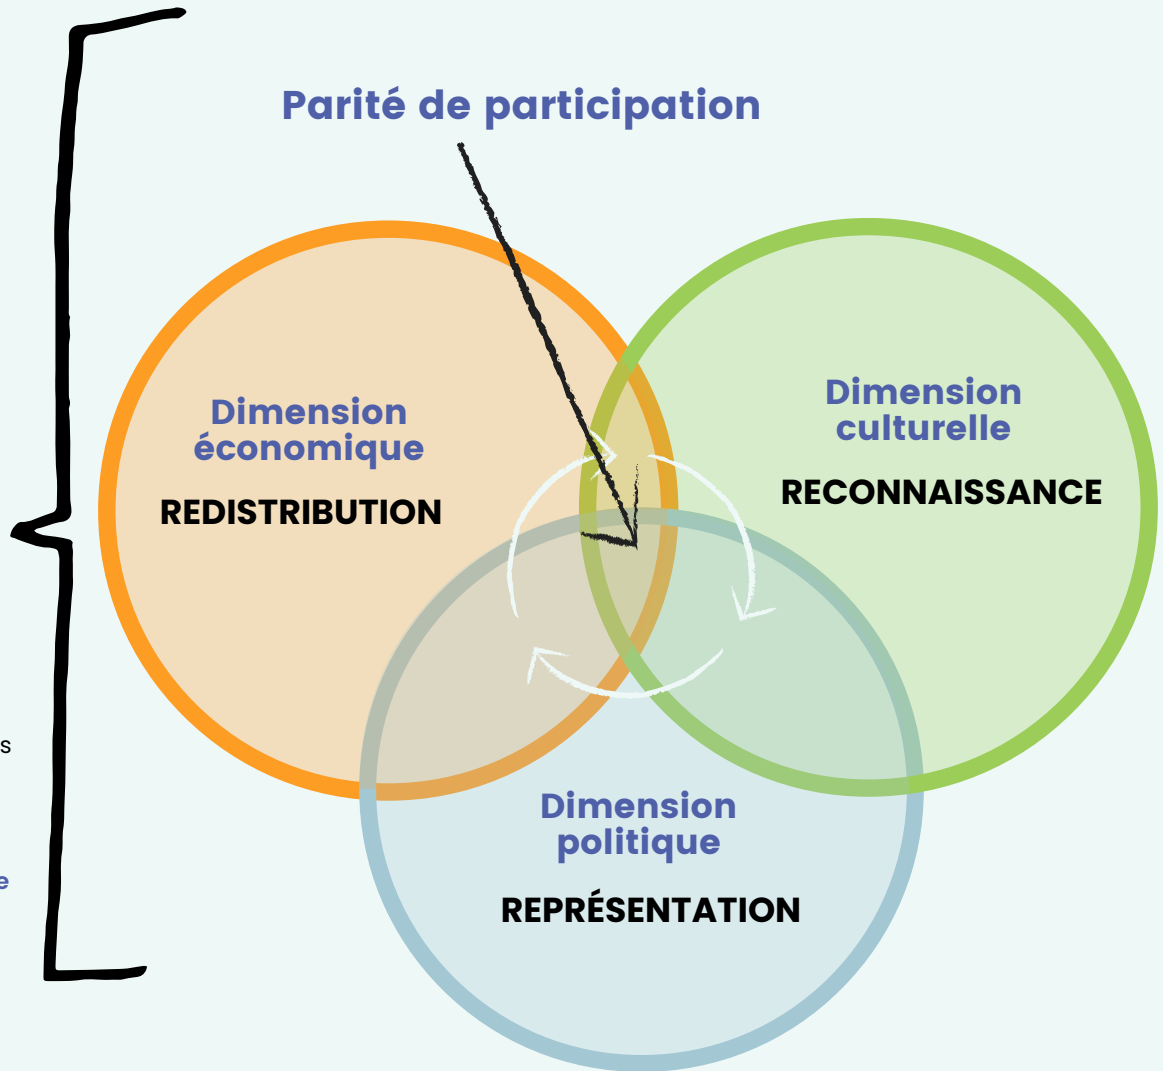 Parité de participation
Dimension
économique
REDISTRIBUTION
Dimension
culturelle
RECONNAISSANCE
Dimension
politique
REPRÉSENTATION